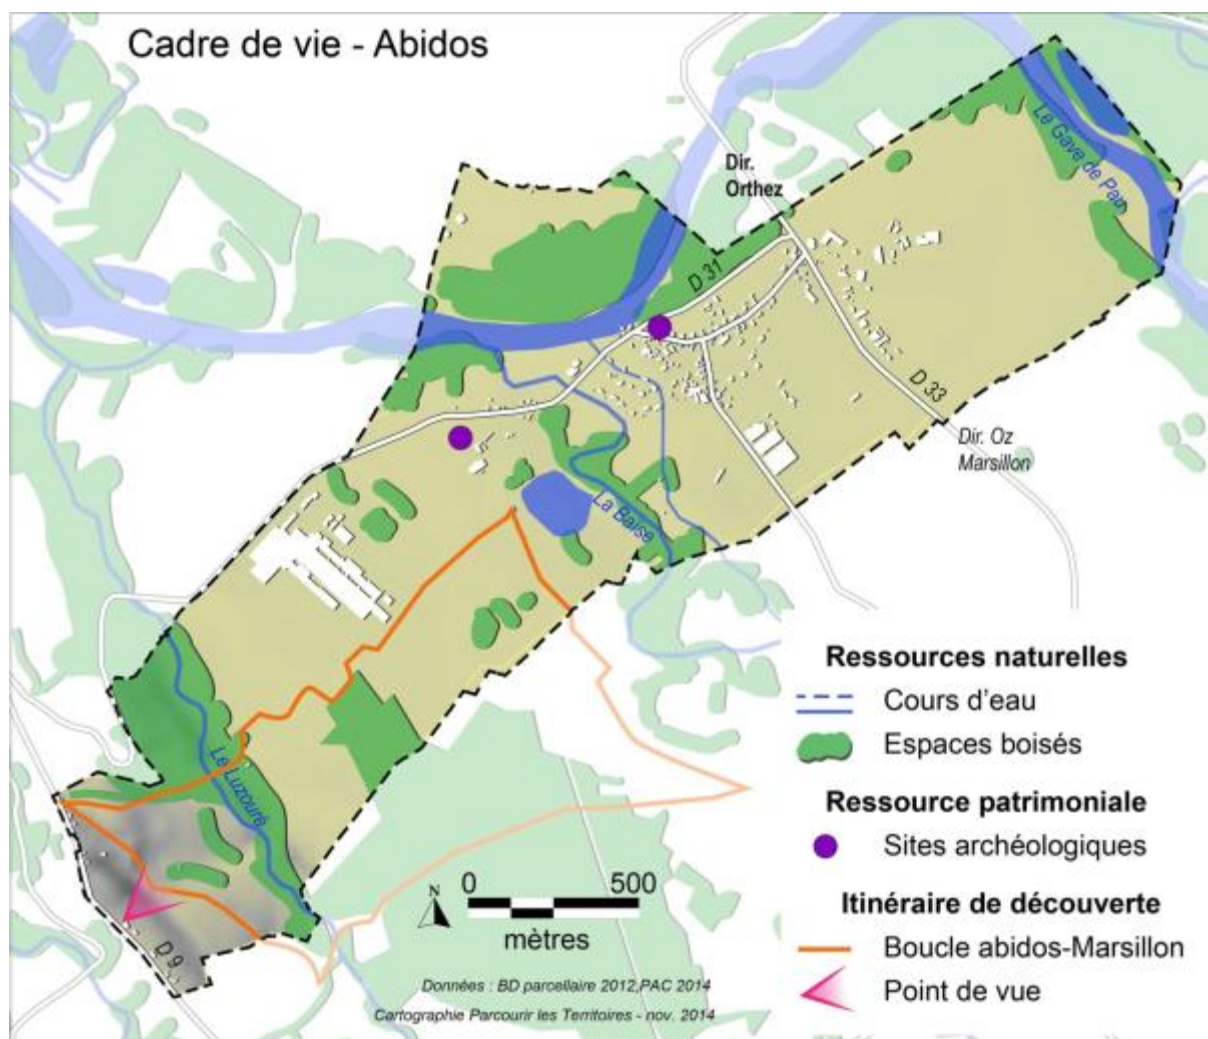 Cadre de vie - Abidos
Dir.
Orthez
Le Gave de Pau
D 31
D 33
Dir. Oz
Marsillon
La Baïse
Le Luzouré
D 9
Ressources naturelles
Cours d'eau
Espaces boisés
Ressource patrimoniale
Sites archéologiques
Itinéraire de découverte
Boucle abidos-Marsillon
Point de vue
N
0 500
mètres
Données : BD parcellaire 2012,PAC 2014
Cartographie Parcourir les Territoires - nov. 2014